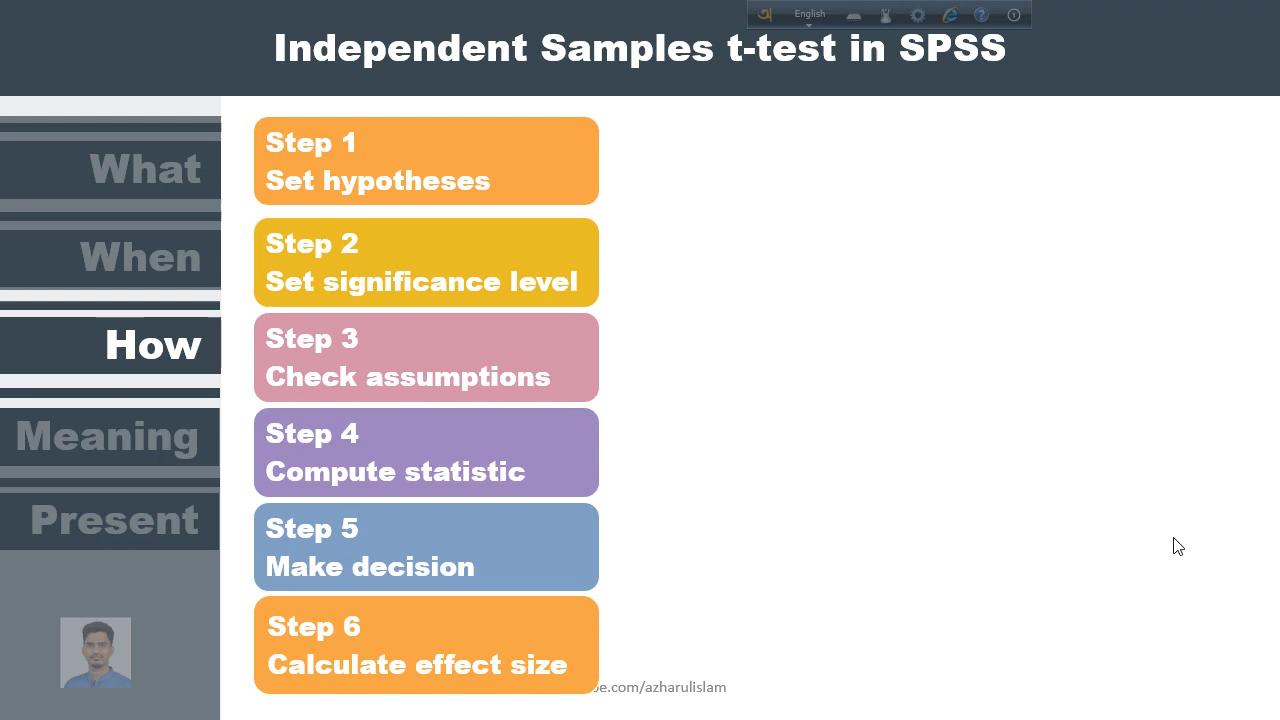 English
Independent Samples t-test in SPSS
What
When
How
Meaning
Present
Step 1
Set hypotheses
Step 2
Set significance level
Step 3
Check assumptions
Step 4
Compute statistic
Step 5
Make decision
Step 6
Calculate effect size
be.com/azharulislam